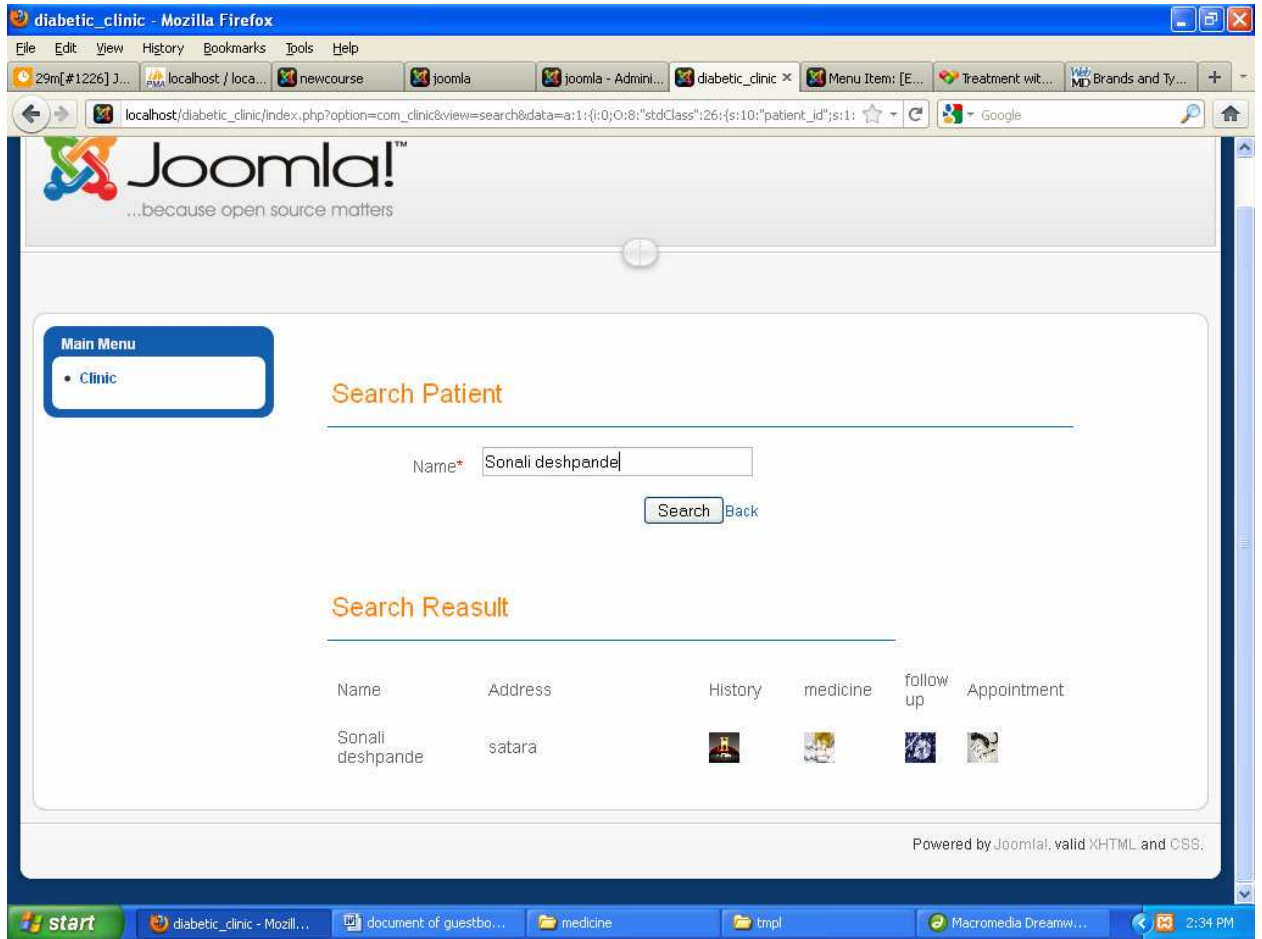 diabetic_clinic - Mozilla Firefox
File Edit View History Bookmarks Tools Help
29m[#1226] J... localhost / loca... newcourse joomla joomla - Admini... diabetic_clinic Menu Item: [E... Treatment wit... Web MD Brands and Ty...
localhost/diabetic_clinic/index.php?option=com_clinic&view=search&data=a:1:{i:0;O:8:"stdClass":26:{s:10:"patient_id";s:1: Google
Joomla!™
...because open source matters
Main Menu
Clinic
Search Patient
Name* Sonali deshpande
Search Back
Search Reasult
Name Address History medicine follow up Appointment
Sonali deshpande satara
Powered by Joomla!. valid XHTML and CSS.
start diabetic_clinic - Mozill... document of guestbo... medicine tmpl Macromedia Dreamw... 2:34 PM